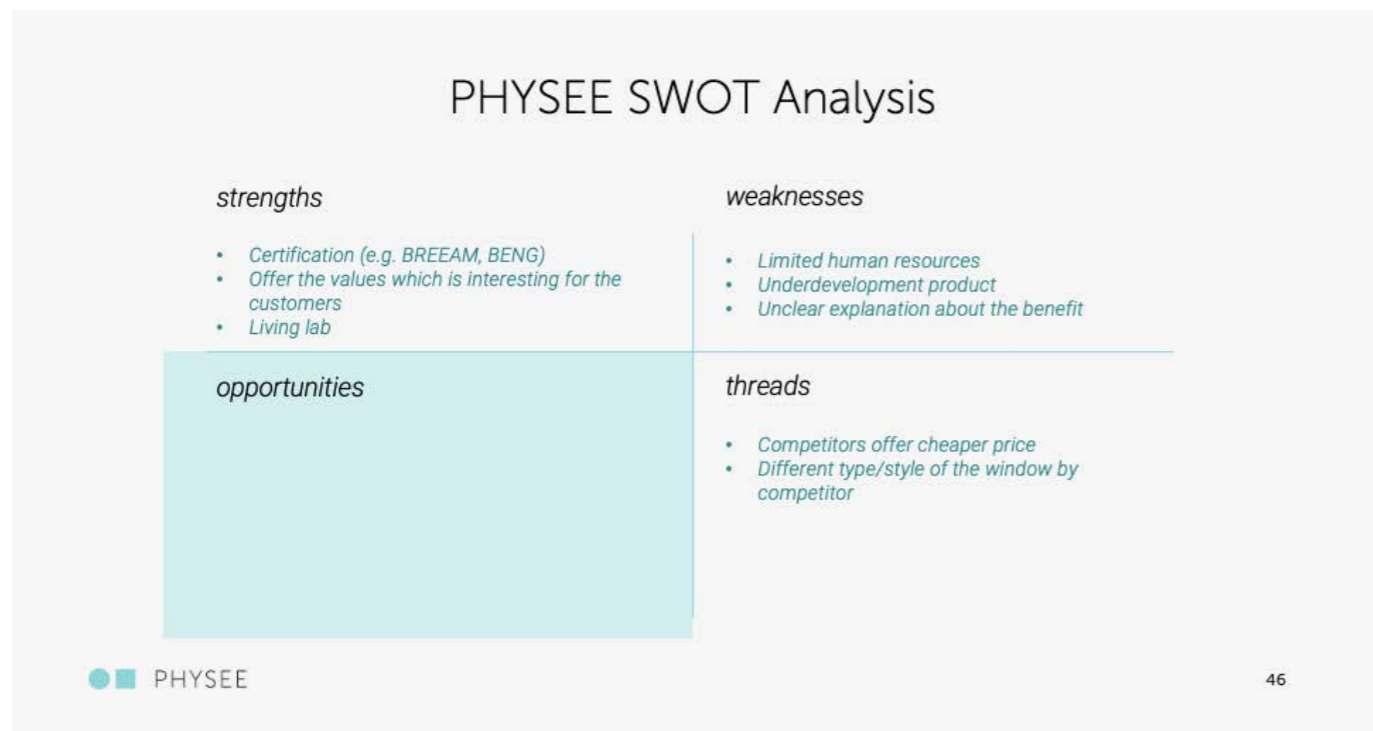 PHYSEE SWOT Analysis
strengths
• Certification (e.g. BREEAM, BENG)
• Offer the values which is interesting for the
customers
• Living lab
weaknesses
• Limited human resources
• Underdevelopment product
• Unclear explanation about the benefit
opportunities
threads
• Competitors offer cheaper price
• Different type/style of the window by
competitor
PHYSEE
46